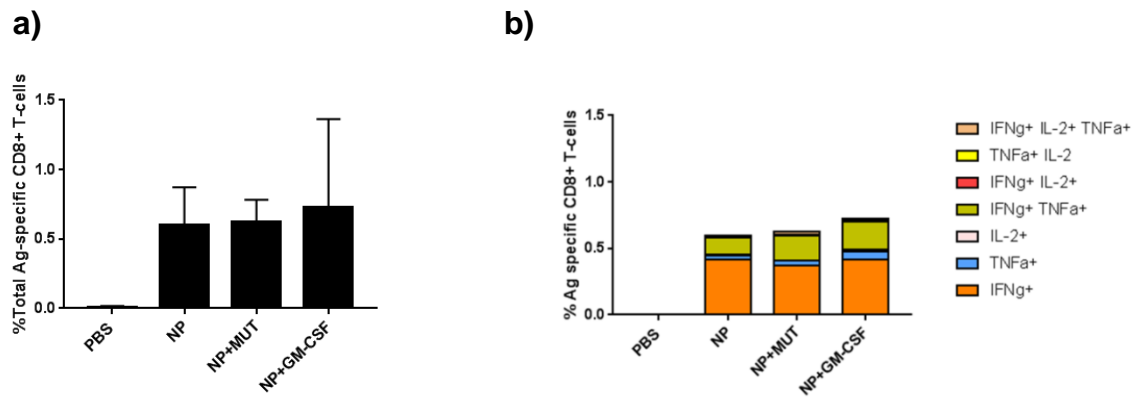 a)
%Total Ag-specific CD8+ T-cells
1.5
1.0
0.5
0.0
PBS
NP
NP+MUT
NP+GM-CSF
b)
% Ag specific CD8+ T-cells
1.5
1.0
0.5
0.0
PBS
NP
NP+MUT
NP+GM-CSF
IFNg+ IL-2+ TNFa+
TNFa+ IL-2
IFNg+ IL-2+
IFNg+ TNFa+
IL-2+
TNFa+
IFNg+